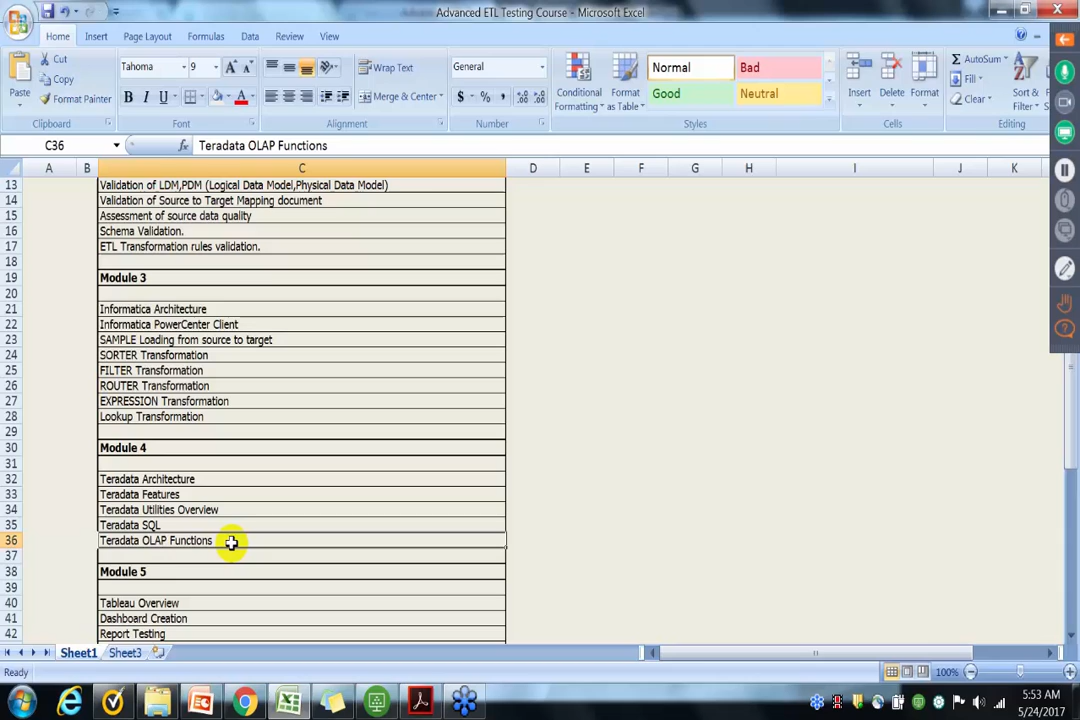 Advanced ETL Testing Course - Microsoft Excel
Home Insert Page Layout Formulas Data Review View
Paste
Cut
Copy
Format Painter
Clipboard
Tahoma 9
B I U
Font
Wrap Text
Merge & Center
Alignment
General
$ % ,
Number
Conditional Formatting
Format as Table
Normal Bad
Good Neutral
Styles
Insert Delete Format
Cells
AutoSum
Fill
Clear
Sort & Filter
Editing
C36 fx Teradata OLAP Functions
A B C D E F G H I J K
13 Validation of LDM,PDM (Logical Data Model,Physical Data Model)
14 Validation of Source to Target Mapping document
15 Assessment of source data quality
16 Schema Validation.
17 ETL Transformation rules validation.
18
19 Module 3
20
21 Informatica Architecture
22 Informatica PowerCenter Client
23 SAMPLE Loading from source to target
24 SORTER Transformation
25 FILTER Transformation
26 ROUTER Transformation
27 EXPRESSION Transformation
28 Lookup Transformation
29
30 Module 4
31
32 Teradata Architecture
33 Teradata Features
34 Teradata Utilities Overview
35 Teradata SQL
36 Teradata OLAP Functions
37
38 Module 5
39
40 Tableau Overview
41 Dashboard Creation
42 Report Testing
Sheet1 Sheet3
Ready
100%
5:53 AM
5/24/2017